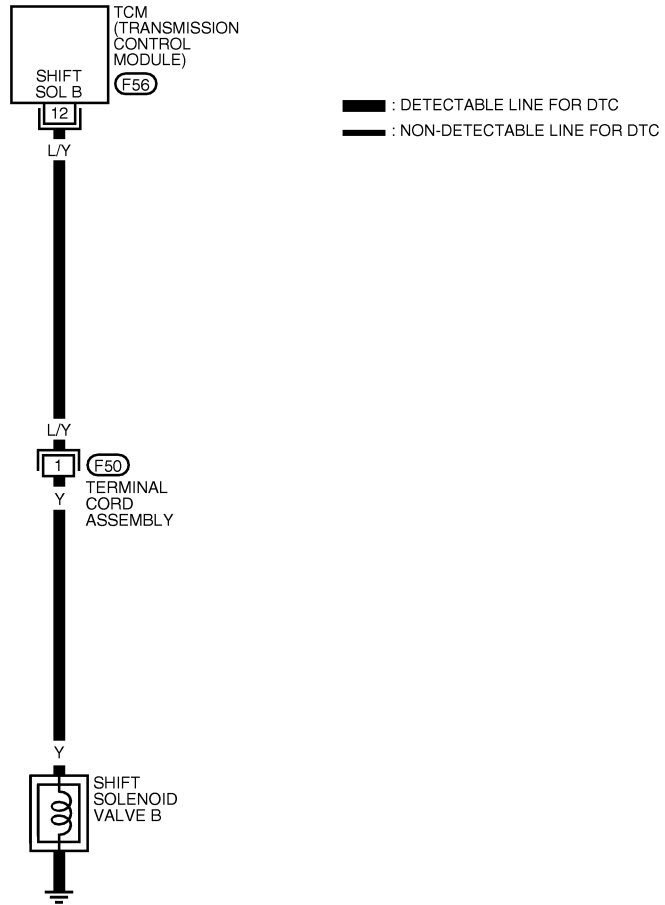 TCM
(TRANSMISSION
CONTROL
MODULE)
F56
SHIFT
SOL B
12
L/Y
: DETECTABLE LINE FOR DTC
: NON-DETECTABLE LINE FOR DTC
L/Y
1
F50
TERMINAL
CORD
ASSEMBLY
Y
Y
SHIFT
SOLENOID
VALVE B